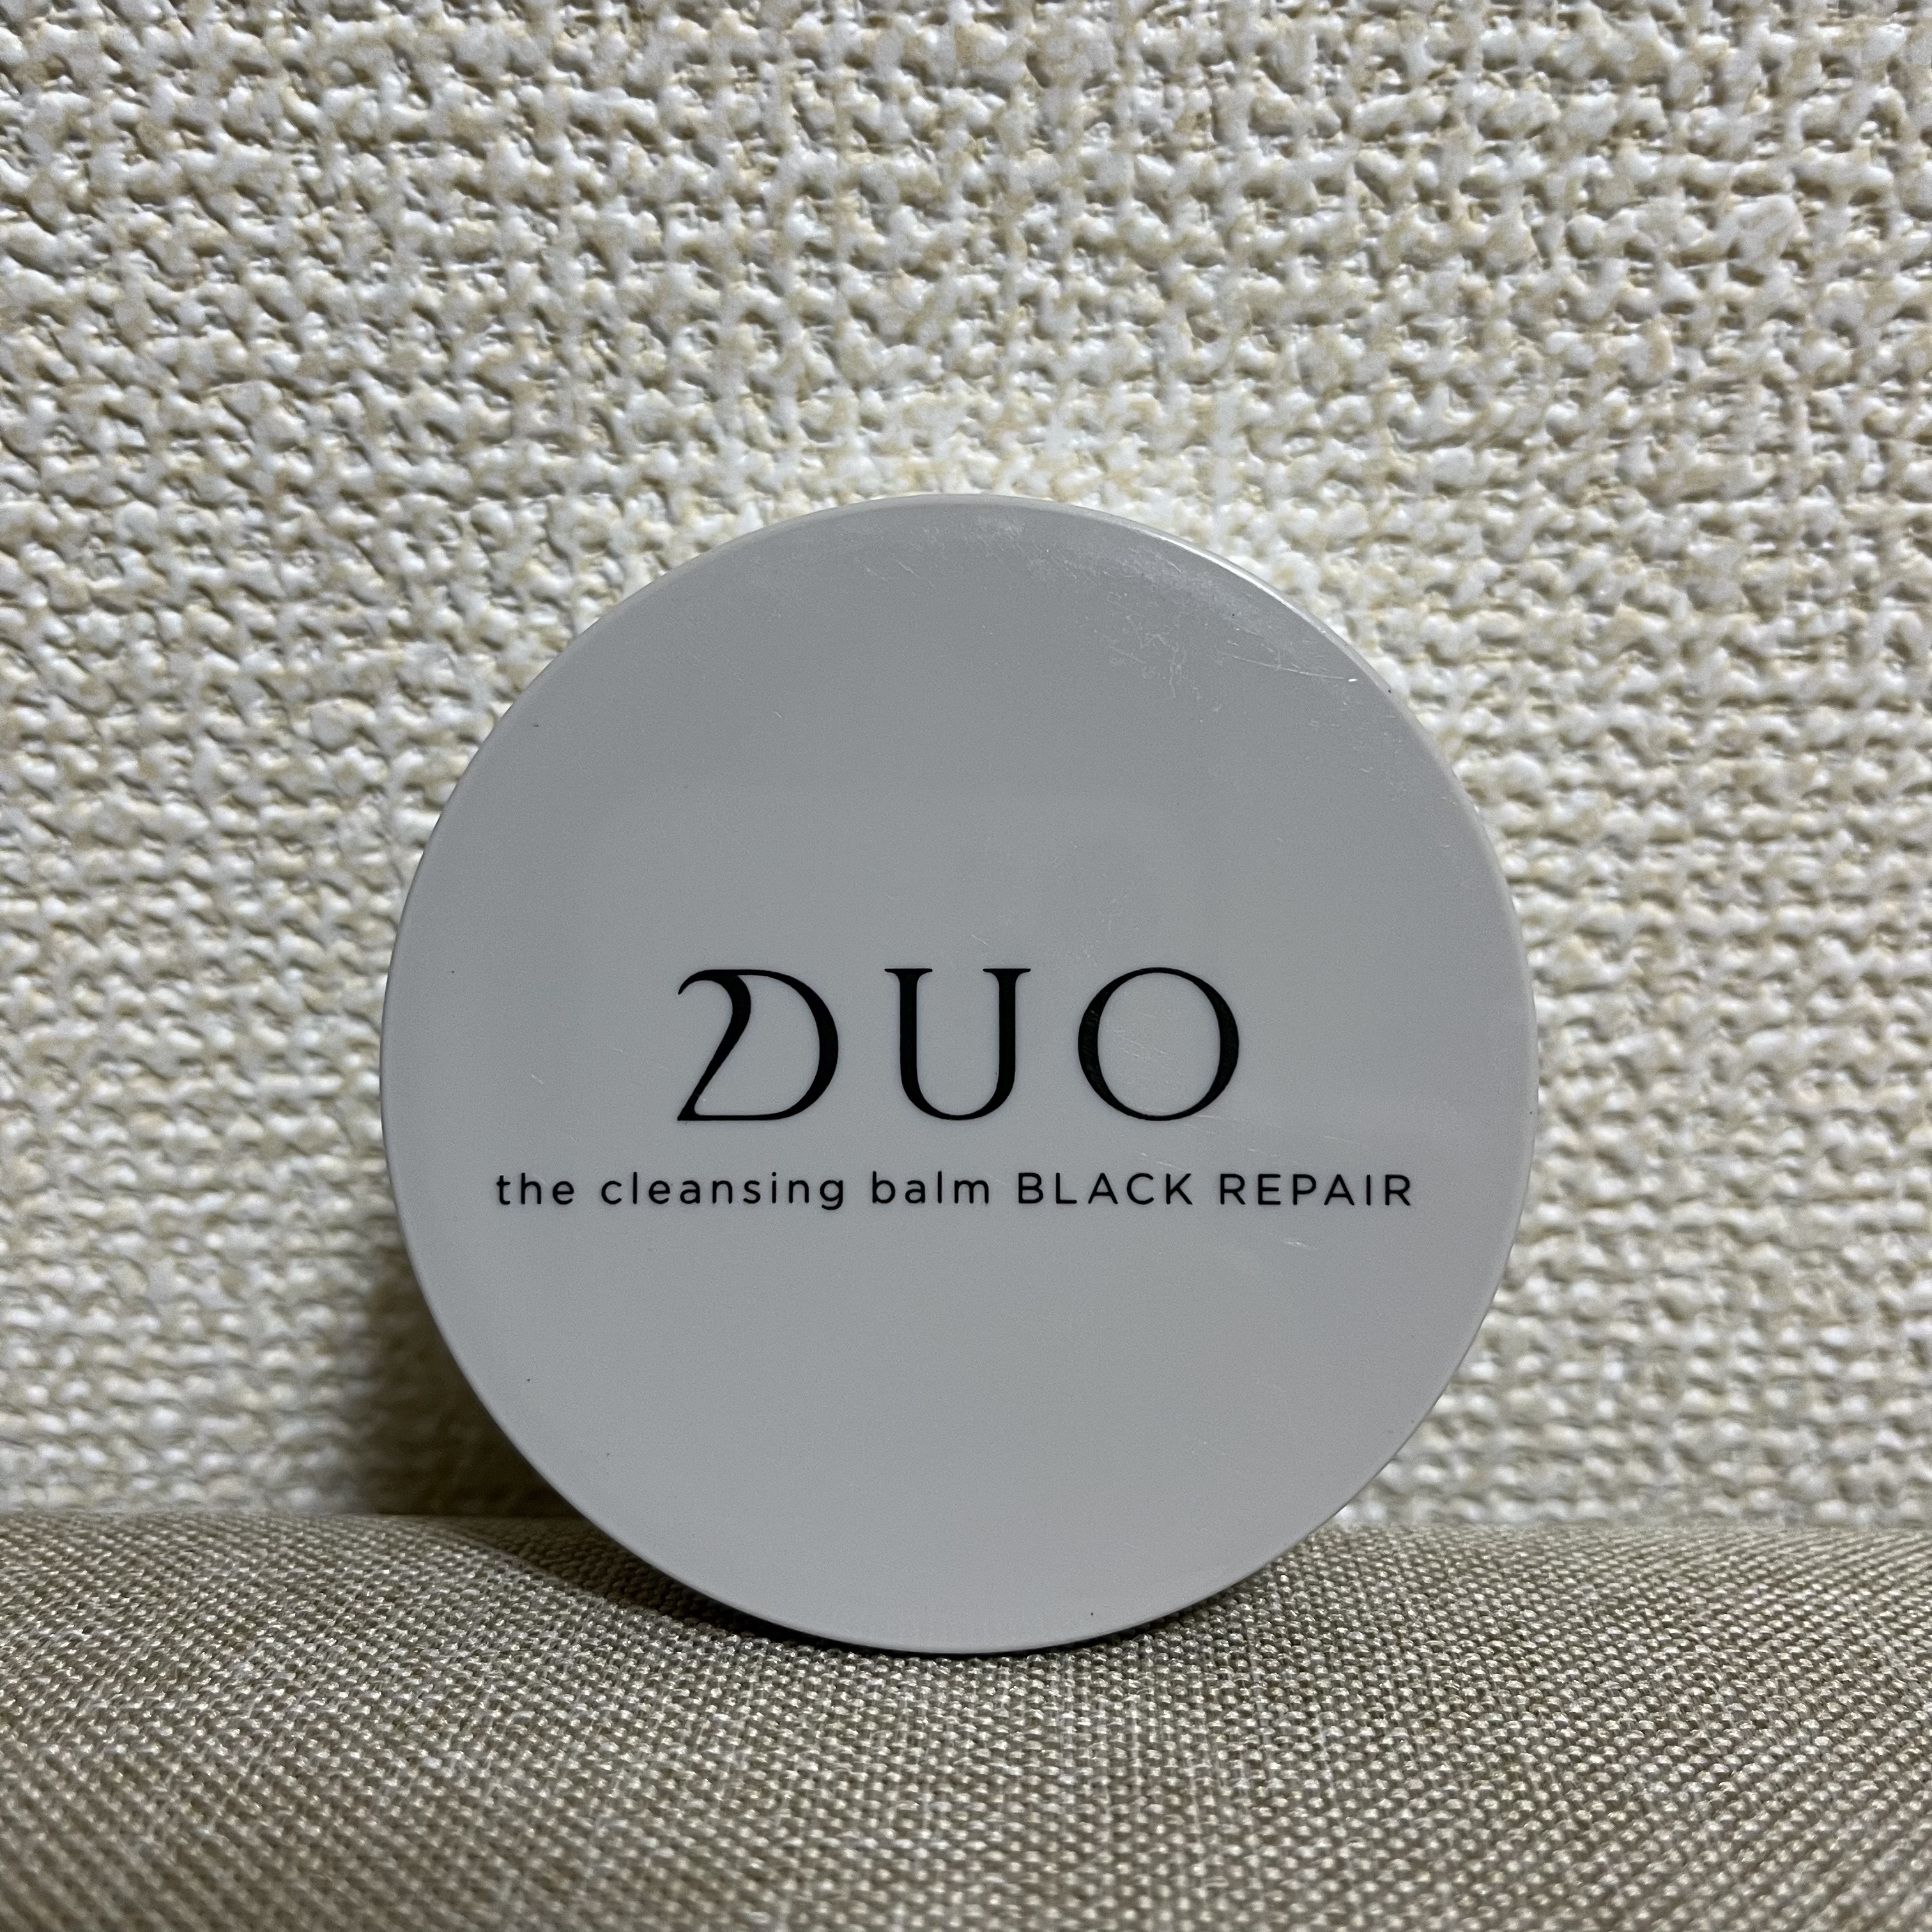 DUO
the cleansing balm BLACK REPAIR